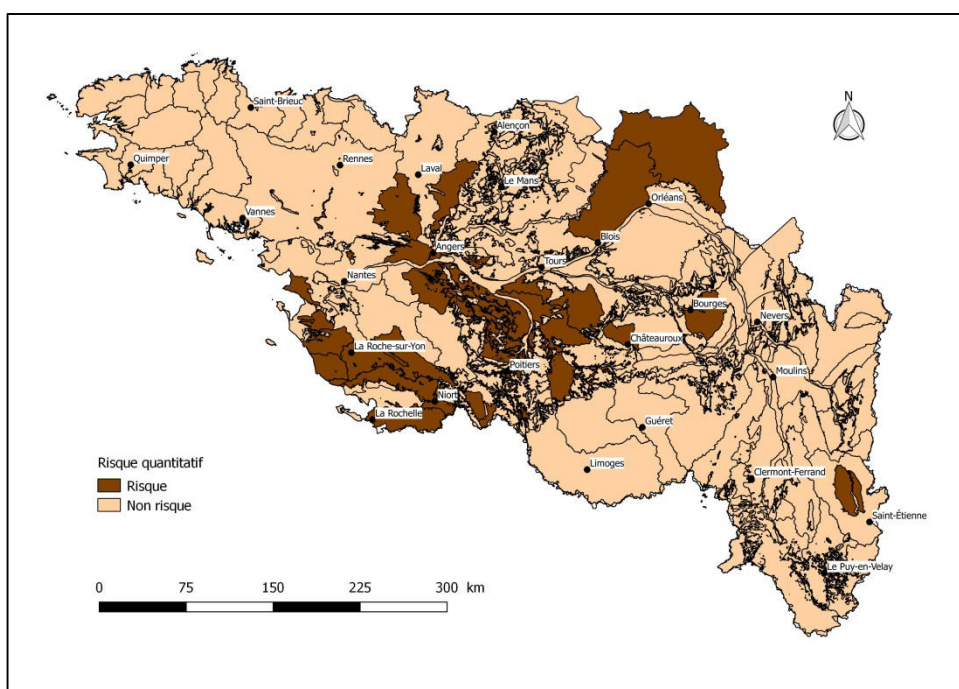 N
Saint-Brieuc
Alençon
Quimper
Rennes
Laval
Le Mans
Orléans
Vannes
Blois
Angers
Tours
Nantes
Bourges
Nevers
Châteauroux
La Roche-sur-Yon
Poitiers
Moulins
Niort
La Rochelle
Guéret
Limoges
Clermont-Ferrand
Saint-Étienne
Le Puy-en-Velay
Risque quantitatif
Risque
Non risque
0 75 150 225 300 km